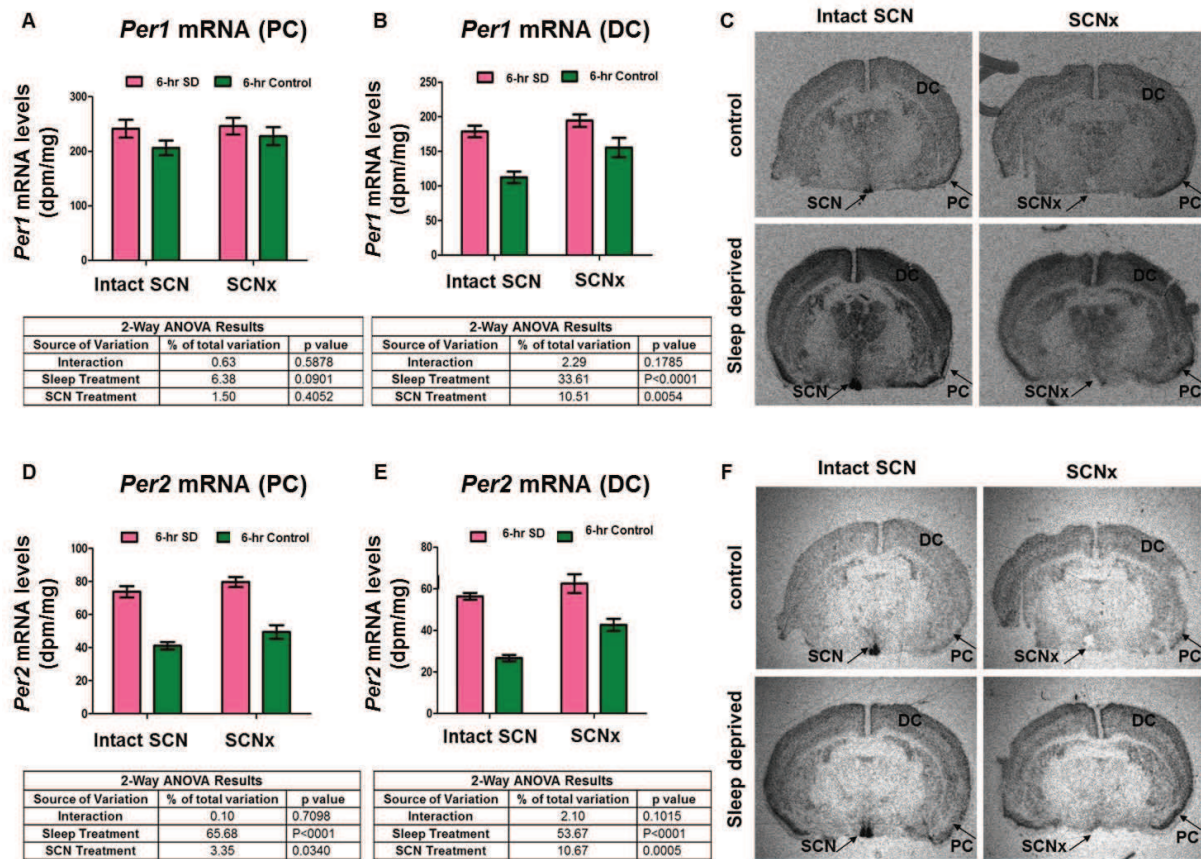 A
Per1 mRNA (PC)
6-hr SD
6-hr Control
Per1 mRNA levels
(dpm/mg)
300
200
100
0
Intact SCN
SCNx
2-Way ANOVA Results
Source of Variation % of total variation p value
Interaction 0.63 0.5878
Sleep Treatment 6.38 0.0901
SCN Treatment 1.50 0.4052
B
Per1 mRNA (DC)
6-hr SD
6-hr Control
Per1 mRNA levels
(dpm/mg)
250
200
150
100
50
0
Intact SCN
SCNx
2-Way ANOVA Results
Source of Variation % of total variation p value
Interaction 2.29 0.1785
Sleep Treatment 33.61 P<0.0001
SCN Treatment 10.51 0.0054
C
Intact SCN
SCNx
control
DC
SCN
PC
DC
SCNx
PC
Sleep deprived
DC
SCN
PC
DC
SCNx
PC
D
Per2 mRNA (PC)
6-hr SD
6-hr Control
Per2 mRNA levels
(dpm/mg)
100
80
60
40
20
0
Intact SCN
SCNx
2-Way ANOVA Results
Source of Variation % of total variation p value
Interaction 0.10 0.7098
Sleep Treatment 65.68 P<0001
SCN Treatment 3.35 0.0340
E
Per2 mRNA (DC)
6-hr SD
6-hr Control
Per2 mRNA levels
(dpm/mg)
80
60
40
20
0
Intact SCN
SCNx
2-Way ANOVA Results
Source of Variation % of total variation p value
Interaction 2.10 0.1015
Sleep Treatment 53.67 P<0001
SCN Treatment 10.67 0.0005
F
Intact SCN
SCNx
control
DC
SCN
PC
DC
SCNx
PC
Sleep deprived
DC
SCN
PC
DC
SCNx
PC